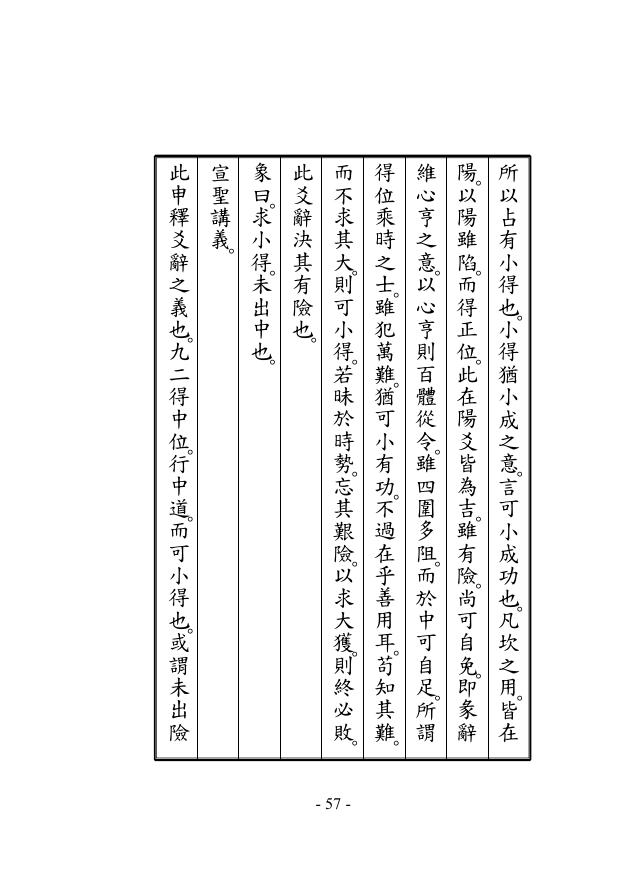 所以占有小得也。小得猶小成之意。言可小成功也。凡坎之用。皆在
陽。以陽雖陷。而得正位。此在陽爻皆為吉。雖有險。尚可自免。即彖辭
維心亨之意。以心亨則百體從令。雖四圍多阻。而於中可自足。所謂
得位乘時之士。雖犯萬難。猶可小有功。不過在乎善用耳。苟知其難。
而不求其大。則可小得。若昧於時勢。忘其艱險。以求大獲。則終必敗。
此爻辭決其有險也。
象曰。求小得。未出中也。
宣聖講義。
此申釋爻辭之義也。九二得中位。行中道。而可小得也。或謂未出險
- 57 -